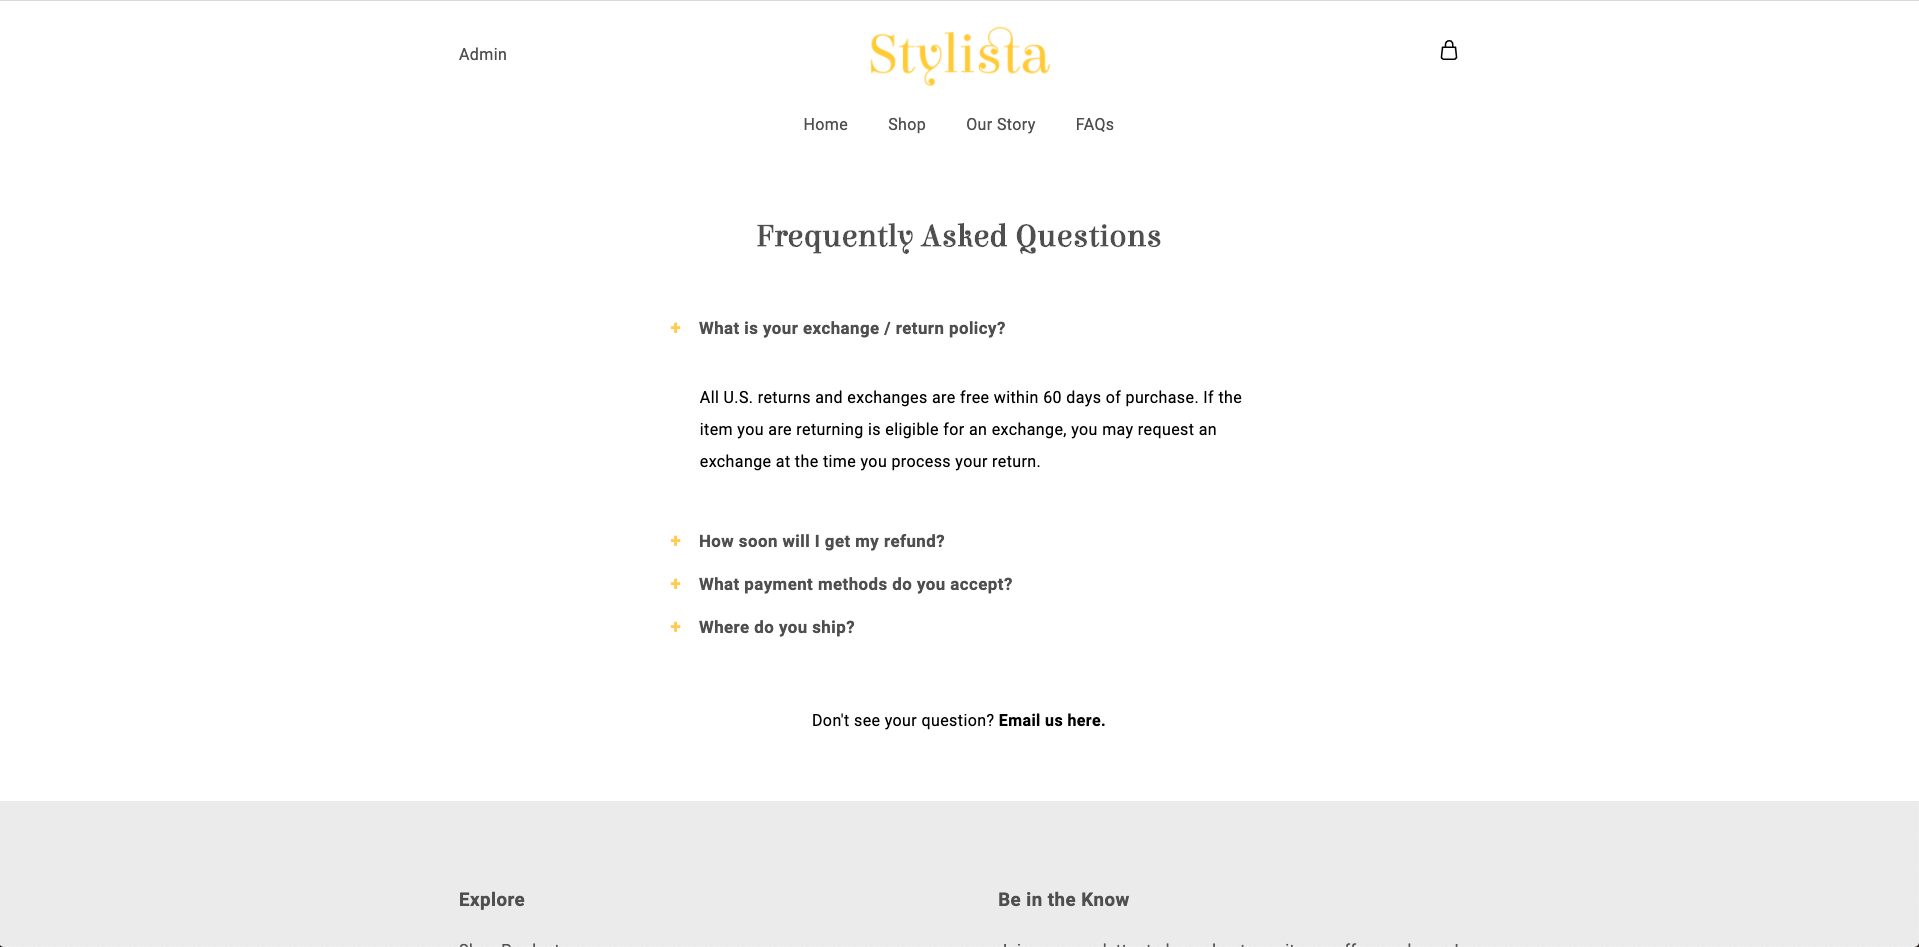 Admin
Stylista
Home Shop Our Story FAQs
Frequently Asked Questions
+ What is your exchange / return policy?
All U.S. returns and exchanges are free within 60 days of purchase. If the
item you are returning is eligible for an exchange, you may request an
exchange at the time you process your return.
+ How soon will I get my refund?
+ What payment methods do you accept?
+ Where do you ship?
Don't see your question? Email us here.
Explore
Be in the Know